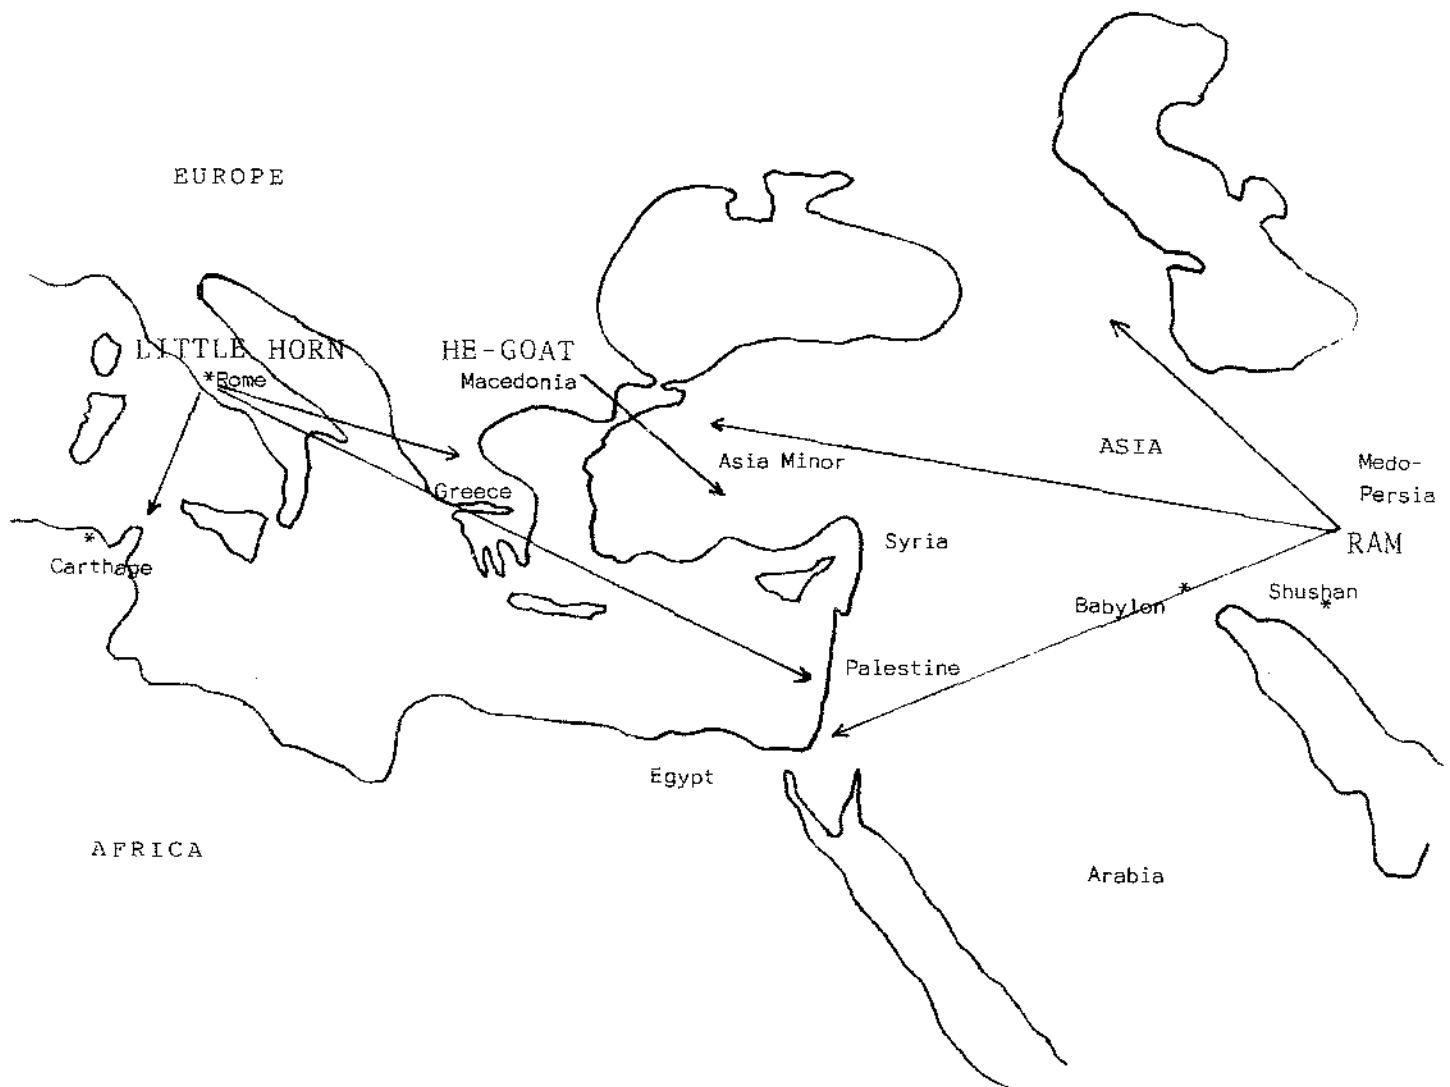 EUROPE
LITTLE HORN
*Rome
HE-GOAT
Macedonia
Asia Minor
ASIA
Medo-
Persia
RAM
Greece
Syria
*
Carthage
*
Babylon
Shushan
*
Palestine
Egypt
AFRICA
Arabia